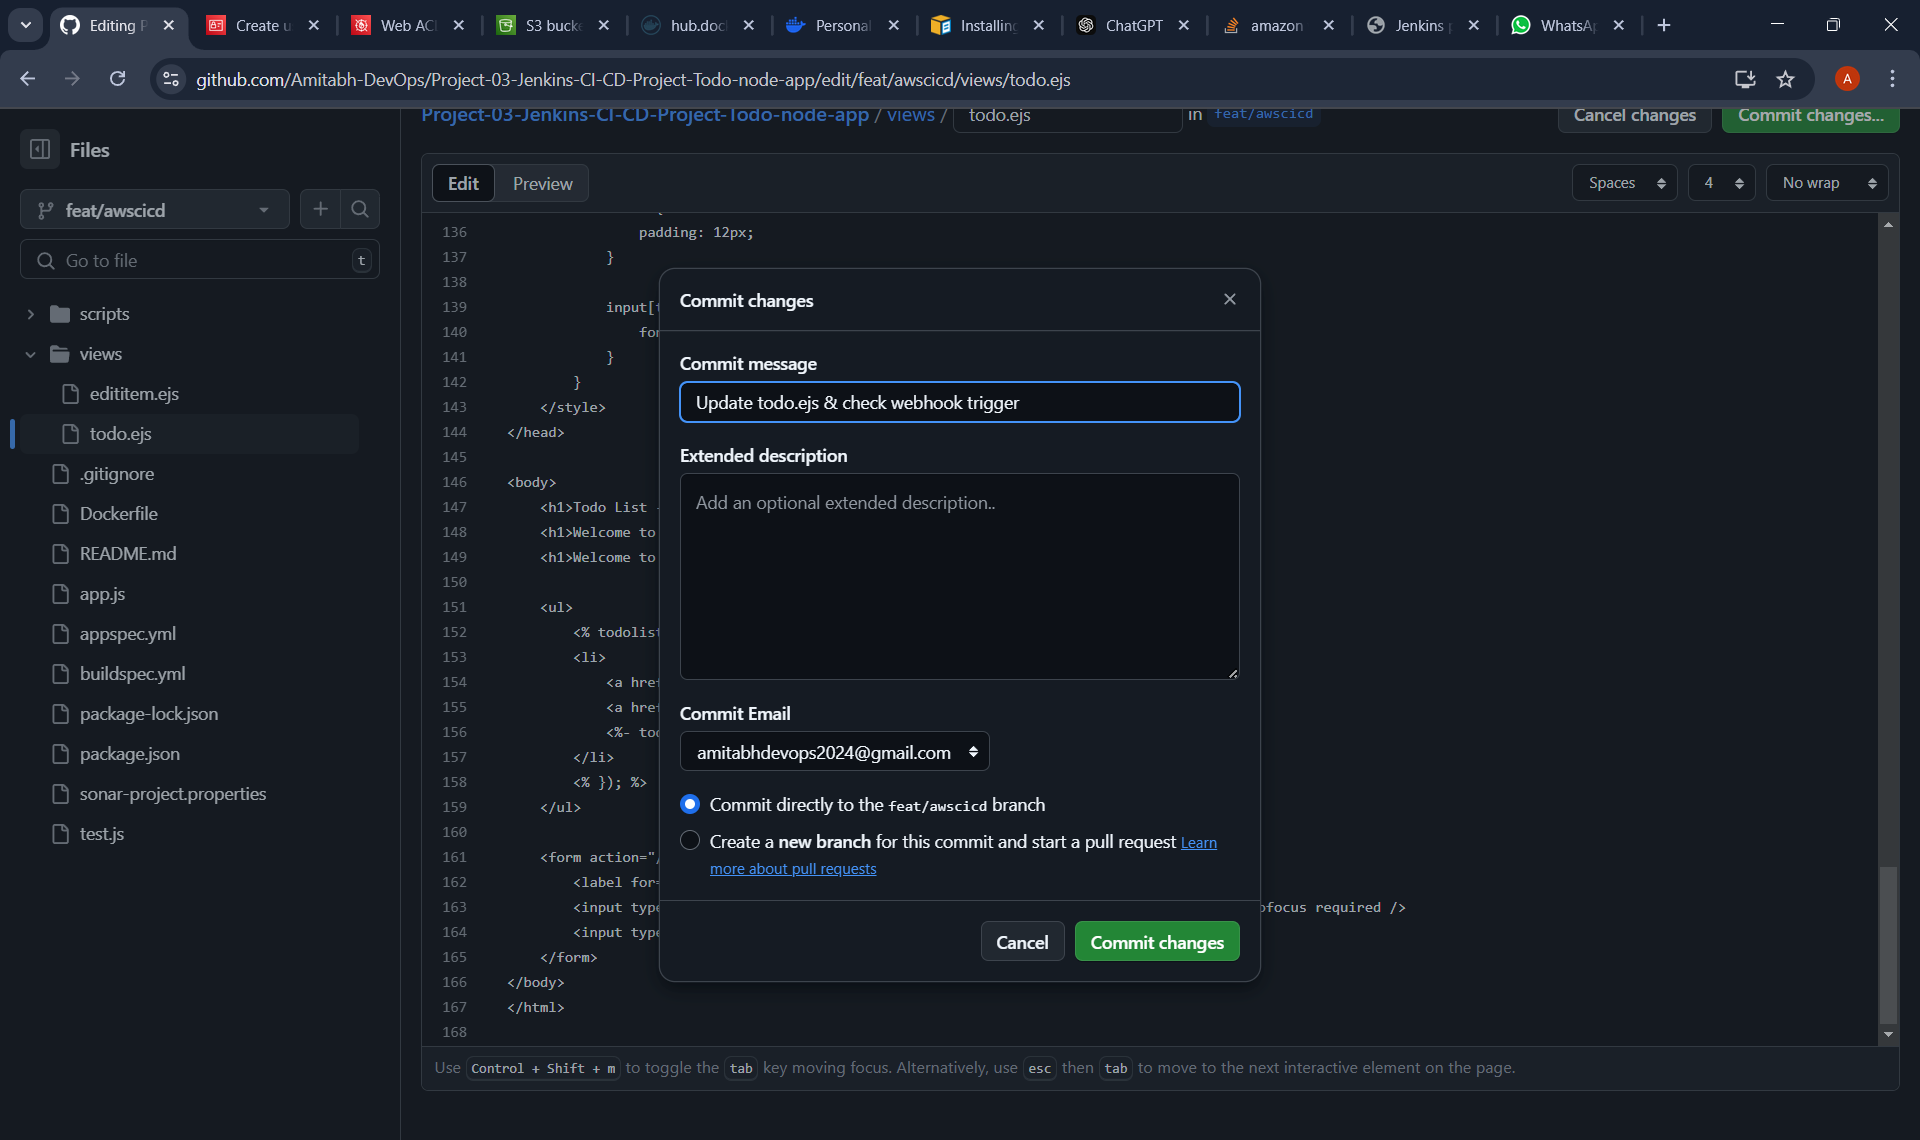 Editing P
Create u
Web AC
S3 buck
hub.doc
Personal
Installing
ChatGPT
amazon
Jenkins
WhatsA
github.com/Amitabh-DevOps/Project-03-Jenkins-CI-CD-Project-Todo-node-app/edit/feat/awscicd/views/todo.ejs
A
Files
feat/awscicd
Go to file
t
scripts
views
edititem.ejs
todo.ejs
.gitignore
Dockerfile
README.md
app.js
appspec.yml
buildspec.yml
package-lock.json
package.json
sonar-project.properties
test.js
Project-03-Jenkins-CI-CD-Project-Todo-node-app / views / todo.ejs in feat/awscicd
Cancel changes
Commit changes...
Edit
Preview
Spaces
4
No wrap
136 padding: 12px;
137 }
138
139 input[
140 fon
141 }
142 }
143 </style>
144 </head>
145
146 <body>
147 <h1>Todo List
148 <h1>Welcome to
149 <h1>Welcome to
150
151 <ul>
152 <% todolist
153 <li>
154 <a href
155 <a href
156 <%- tod
157 </li>
158 <% }); %>
159 </ul>
160
161 <form action="/
162 <label for=
163 <input type ofocus required />
164 <input type
165 </form>
166 </body>
167 </html>
168
Commit changes
Commit message
Update todo.ejs & check webhook trigger
Extended description
Add an optional extended description..
Commit Email
amitabhdevops2024@gmail.com
Commit directly to the feat/awscicd branch
Create a new branch for this commit and start a pull request Learn
more about pull requests
Cancel
Commit changes
Use Control + Shift + m to toggle the tab key moving focus. Alternatively, use esc then tab to move to the next interactive element on the page.